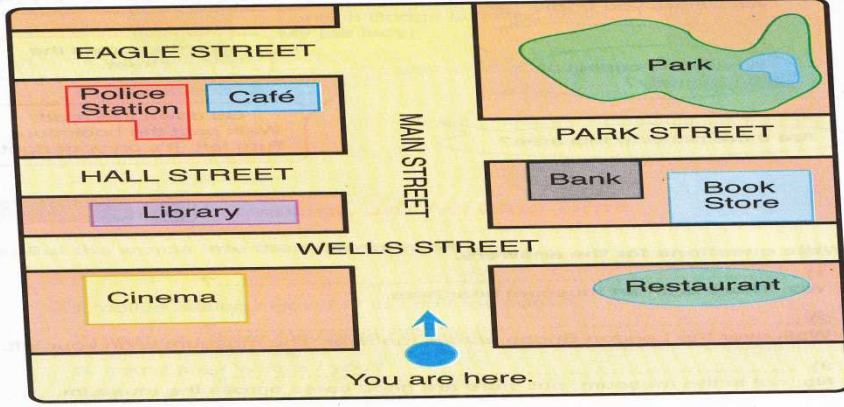 EAGLE STREET
Police
Station
Café
Park
MAIN STREET
PARK STREET
HALL STREET
Bank
Book
Store
Library
WELLS STREET
Cinema
Restaurant
You are here.